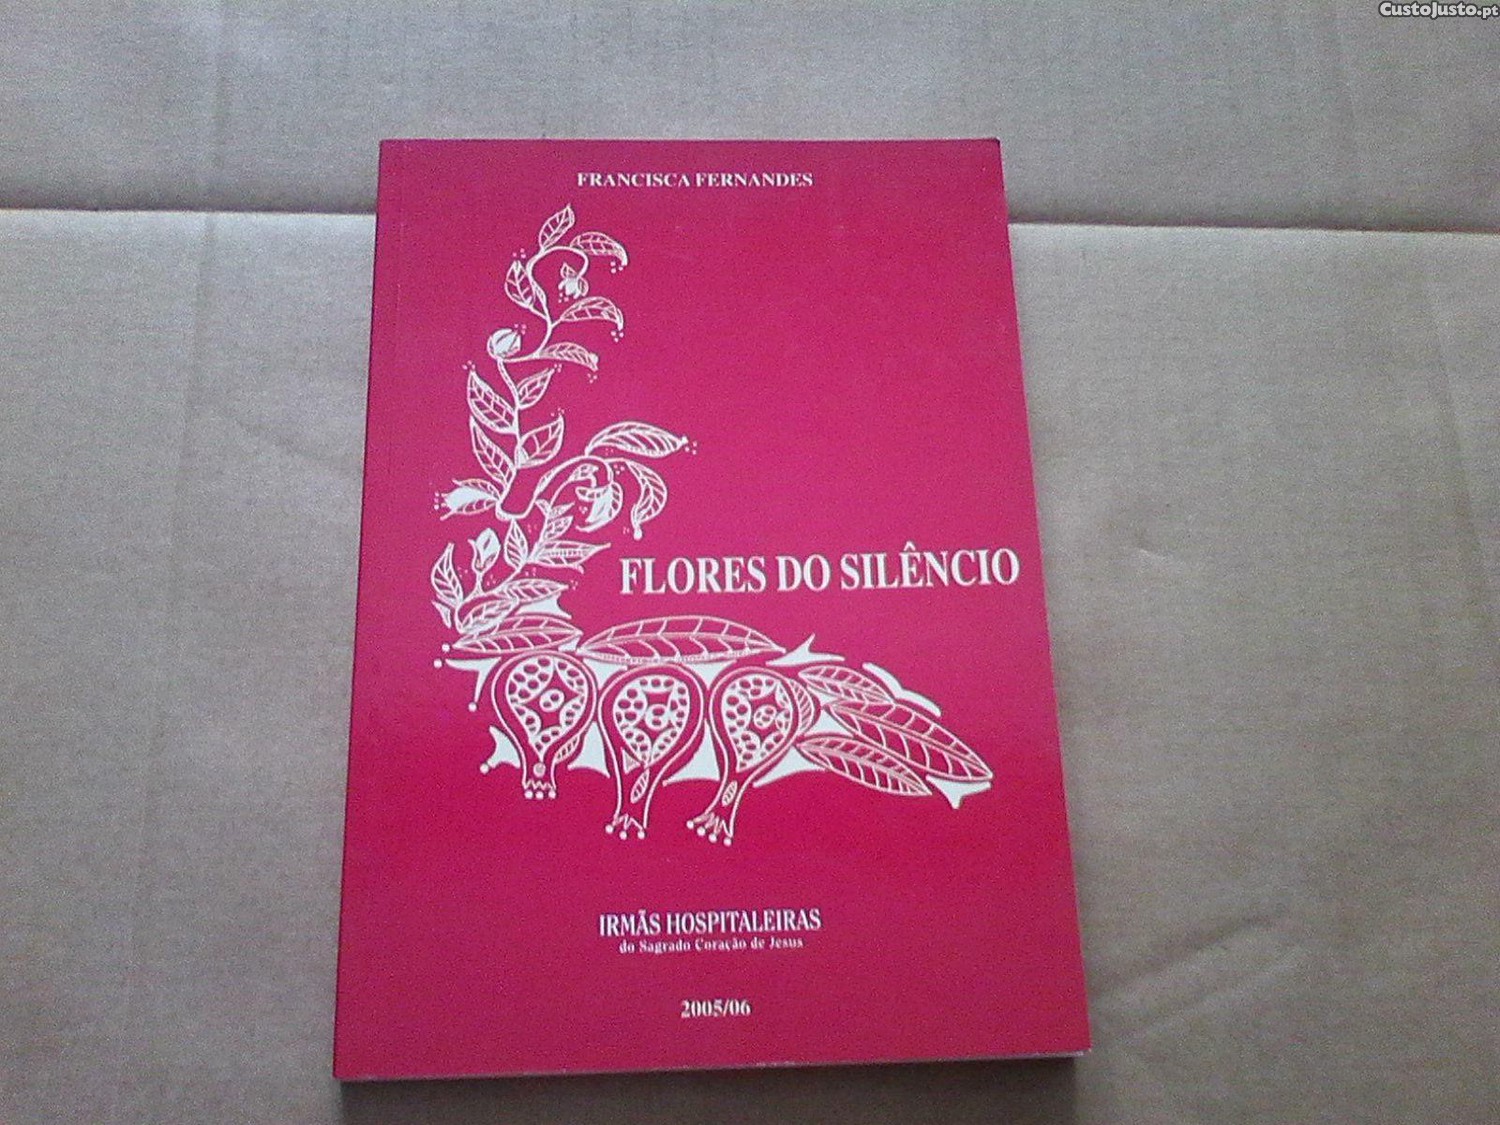 CustoJusto.pt
FRANCISCA FERNANDES
FLORES DO SILÊNCIO
IRMÃS HOSPITALEIRAS
do Sagrado Coração de Jesus
2005/06